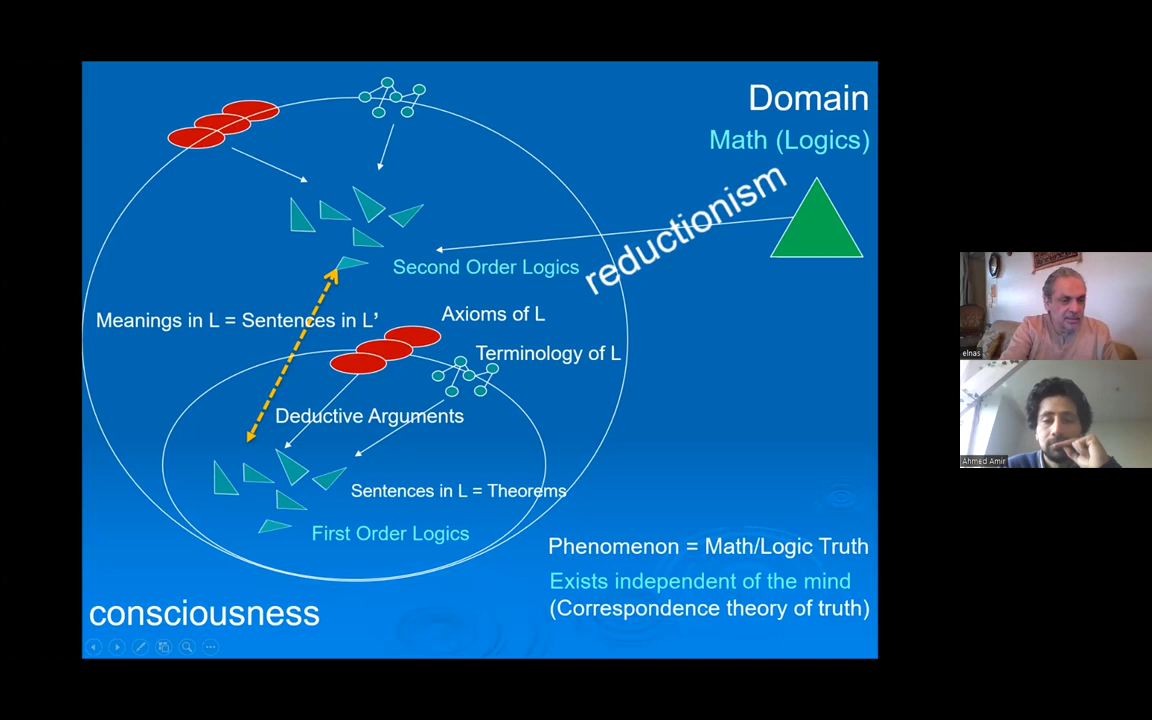 Domain
Math (Logics)
reductionism
Second Order Logics
Meanings in L = Sentences in L’
Axioms of L
Terminology of L
Deductive Arguments
Sentences in L = Theorems
First Order Logics
Phenomenon = Math/Logic Truth
Exists independent of the mind
(Correspondence theory of truth)
consciousness
elnas
Ahmed Amir